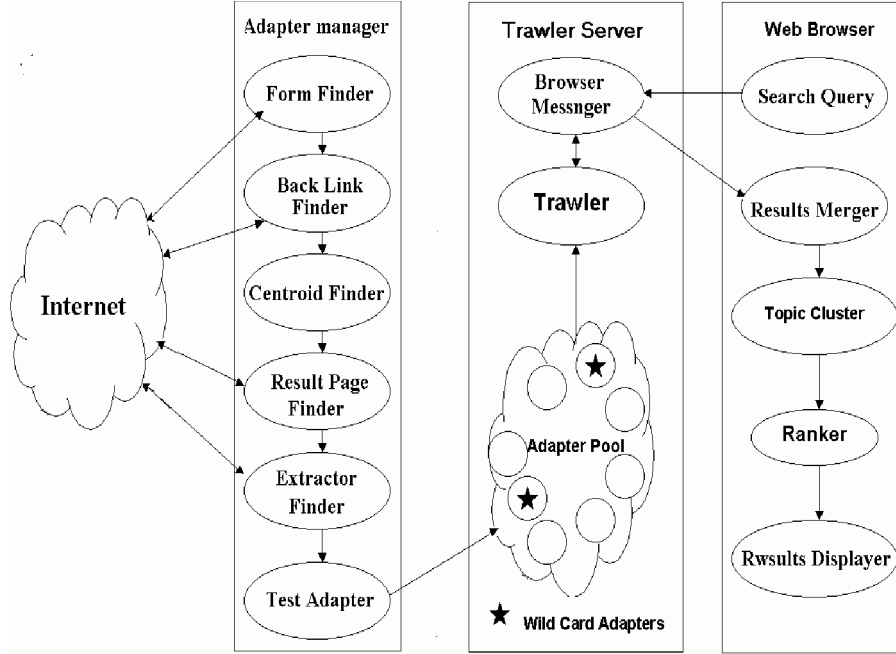 Adapter manager
Form Finder
Back Link
Finder
Centroid Finder
Result Page
Finder
Extractor
Finder
Test Adapter
Internet
Trawler Server
Browser
Messnger
Trawler
Adapter Pool
Wild Card Adapters
Web Browser
Search Query
Results Merger
Topic Cluster
Ranker
Rwsults Displayer